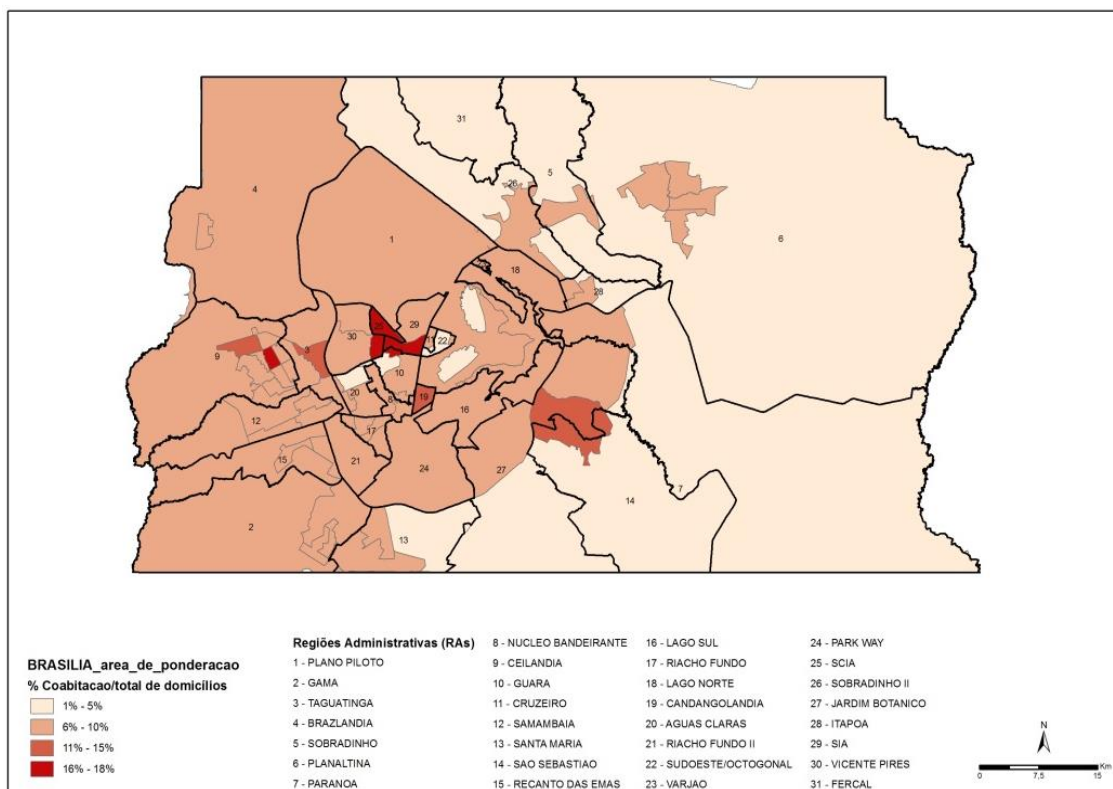 31
5
26
4
1
6
18
28
25
29
30
11
22
3
9
10
20
19
8
16
12
17
15
21
24
27
7
14
2
13
BRASILIA_area_de_ponderacao
% Coabitacao/total de domicílios
1% - 5%
6% - 10%
11% - 15%
16% - 18%
Regiões Administrativas (RAs)
1 - PLANO PILOTO
2 - GAMA
3 - TAGUATINGA
4 - BRAZLANDIA
5 - SOBRADINHO
6 - PLANALTINA
7 - PARANOA
8 - NUCLEO BANDEIRANTE
9 - CEILANDIA
10 - GUARA
11 - CRUZEIRO
12 - SAMAMBAIA
13 - SANTA MARIA
14 - SAO SEBASTIAO
15 - RECANTO DAS EMAS
16 - LAGO SUL
17 - RIACHO FUNDO
18 - LAGO NORTE
19 - CANDANGOLANDIA
20 - AGUAS CLARAS
21 - RIACHO FUNDO II
22 - SUDOESTE/OCTOGONAL
23 - VARJAO
24 - PARK WAY
25 - SCIA
26 - SOBRADINHO II
27 - JARDIM BOTANICO
28 - ITAPOA
29 - SIA
30 - VICENTE PIRES
31 - FERCAL
N
Km
0 7,5 15